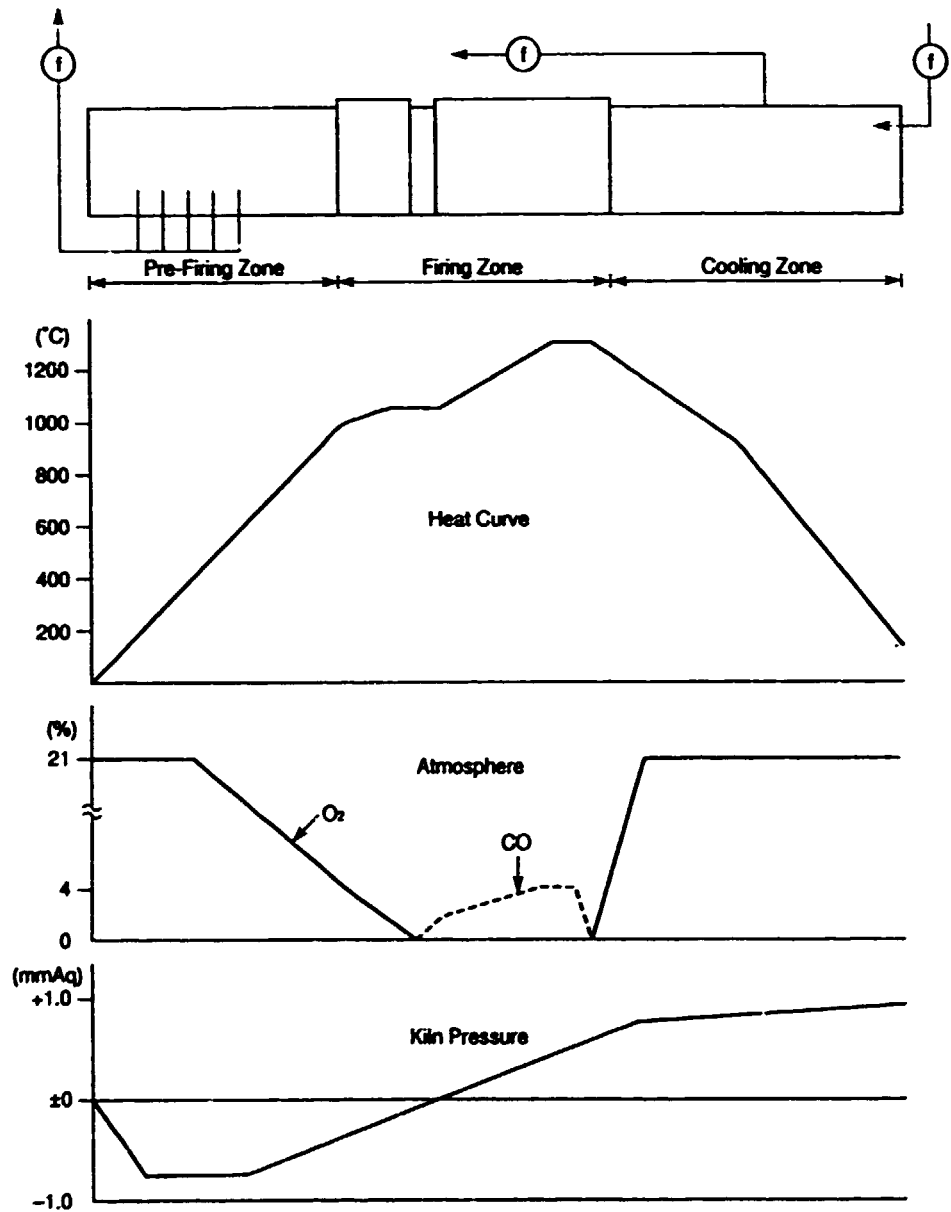 f
f
f
Pre-Firing Zone Firing Zone Cooling Zone
(°C)
1200
1000
800
600
400
200
Heat Curve
(%)
21
Atmosphere
O₂
CO
4
0
(mmAq)
+1.0
Kiln Pressure
±0
−1.0